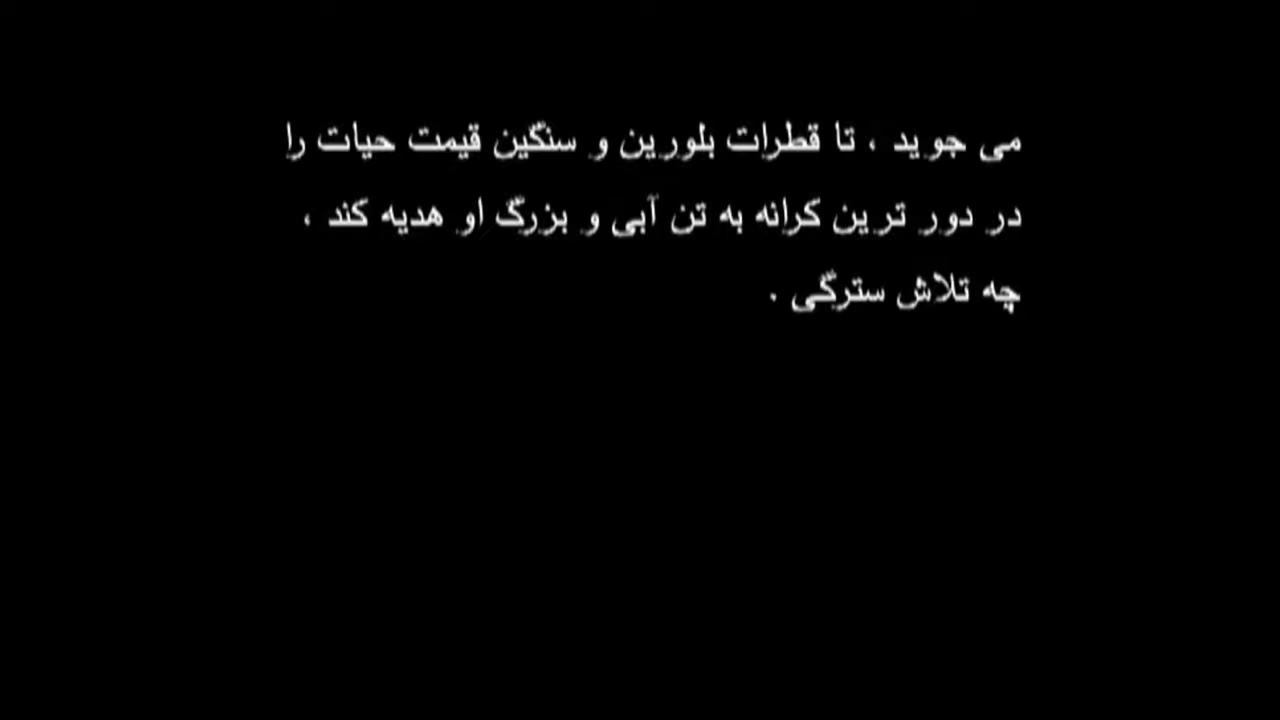 می جوید ، تا قطرات بلورین و سنگین قیمت حیات را
در دور ترین کرانه به تن آبی و بزرگ او هدیه کند ،
چه تلاش سترگی .